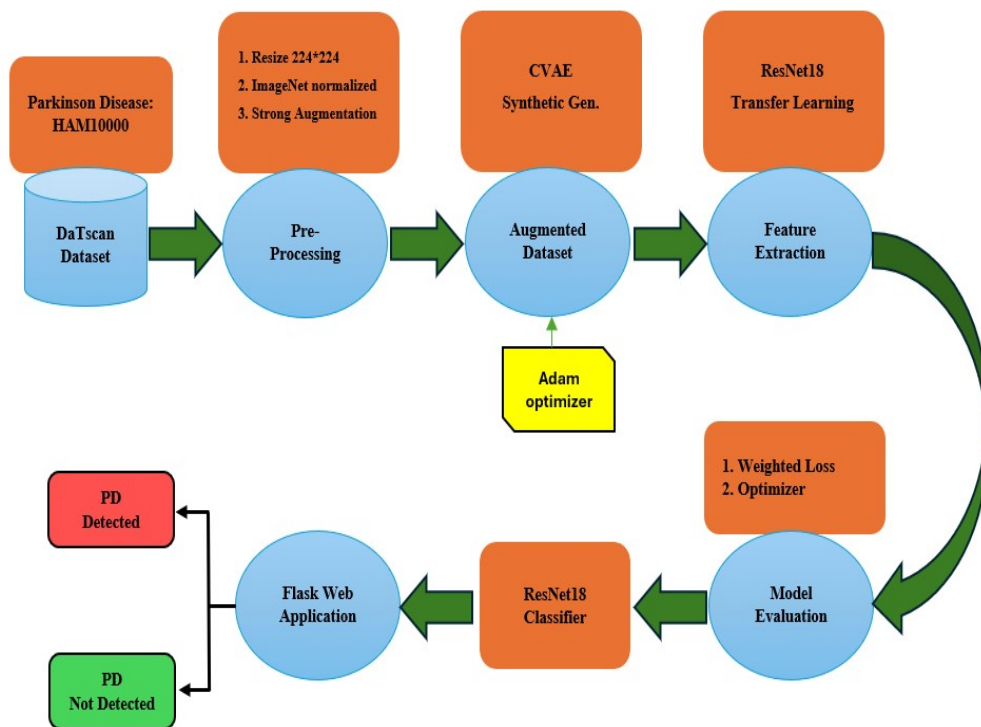 Parkinson Disease:
HAM10000
DaTscan
Dataset
1. Resize 224*224
2. ImageNet normalized
3. Strong Augmentation
Pre-
Processing
CVAE
Synthetic Gen.
Augmented
Dataset
Adam
optimizer
ResNet18
Transfer Learning
Feature
Extraction
1. Weighted Loss
2. Optimizer
Model
Evaluation
ResNet18
Classifier
Flask Web
Application
PD
Detected
PD
Not Detected